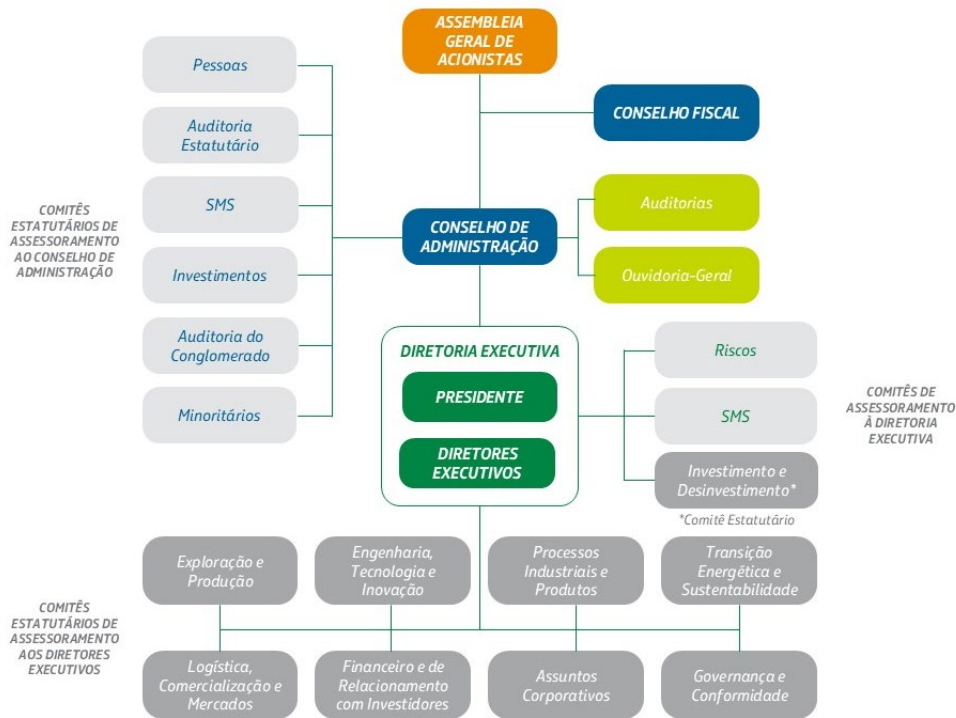 ASSEMBLEIA
GERAL DE
ACIONISTAS
CONSELHO FISCAL
Pessoas
Auditoria
Estatutário
SMS
Investimentos
Auditoria do
Conglomerado
Minoritários
COMITÊS
ESTATUTÁRIOS DE
ASSESSORAMENTO
AO CONSELHO DE
ADMINISTRAÇÃO
CONSELHO DE
ADMINISTRAÇÃO
Auditorias
Ouvidoria-Geral
DIRETORIA EXECUTIVA
PRESIDENTE
DIRETORES
EXECUTIVOS
Riscos
SMS
Investimento e
Desinvestimento*
*Comitê Estatutário
COMITÊS DE
ASSESSORAMENTO
À DIRETORIA
EXECUTIVA
Exploração e
Produção
Engenharia,
Tecnologia e
Inovação
Processos
Industriais e
Produtos
Transição
Energética e
Sustentabilidade
COMITÊS
ESTATUTÁRIOS DE
ASSESSORAMENTO
AOS DIRETORES
EXECUTIVOS
Logística,
Comercialização e
Mercados
Financeiro e de
Relacionamento
com Investidores
Assuntos
Corporativos
Governança e
Conformidade